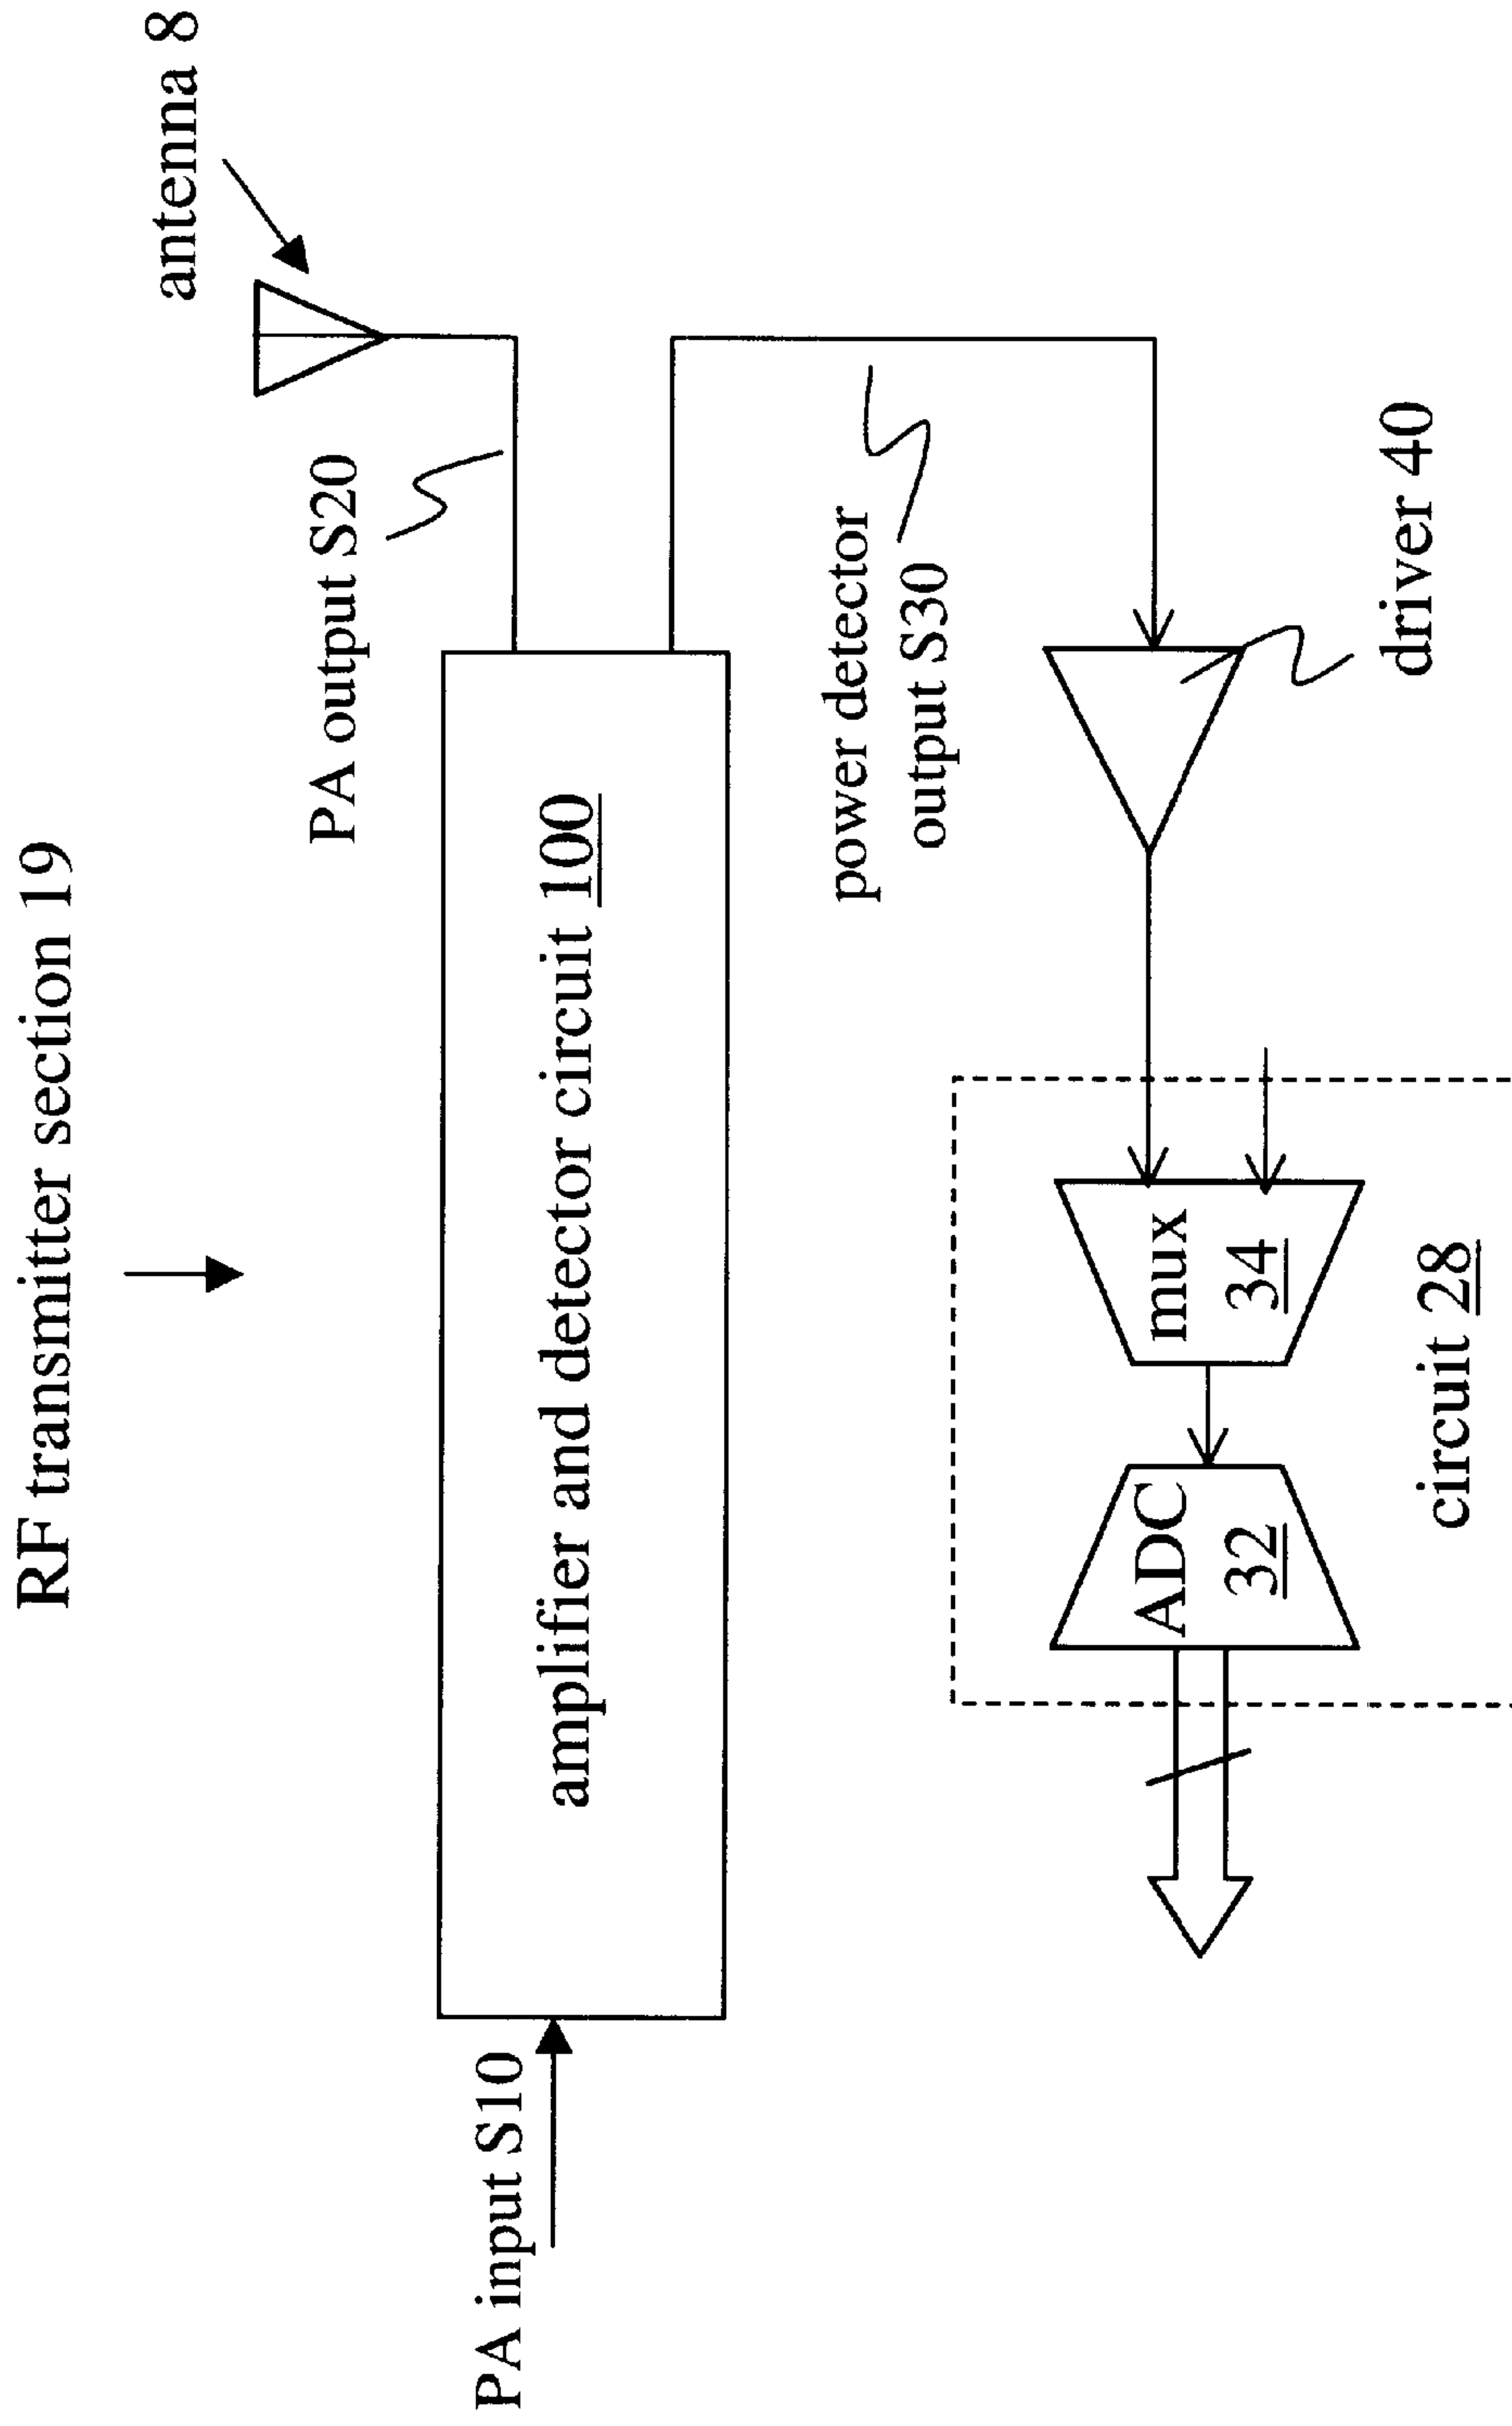 RF transmitter section 19
antenna 8
PA output S20
PA input S10
amplifier and detector circuit 100
power detector
output S30
driver 40
ADC
32
mux
34
circuit 28